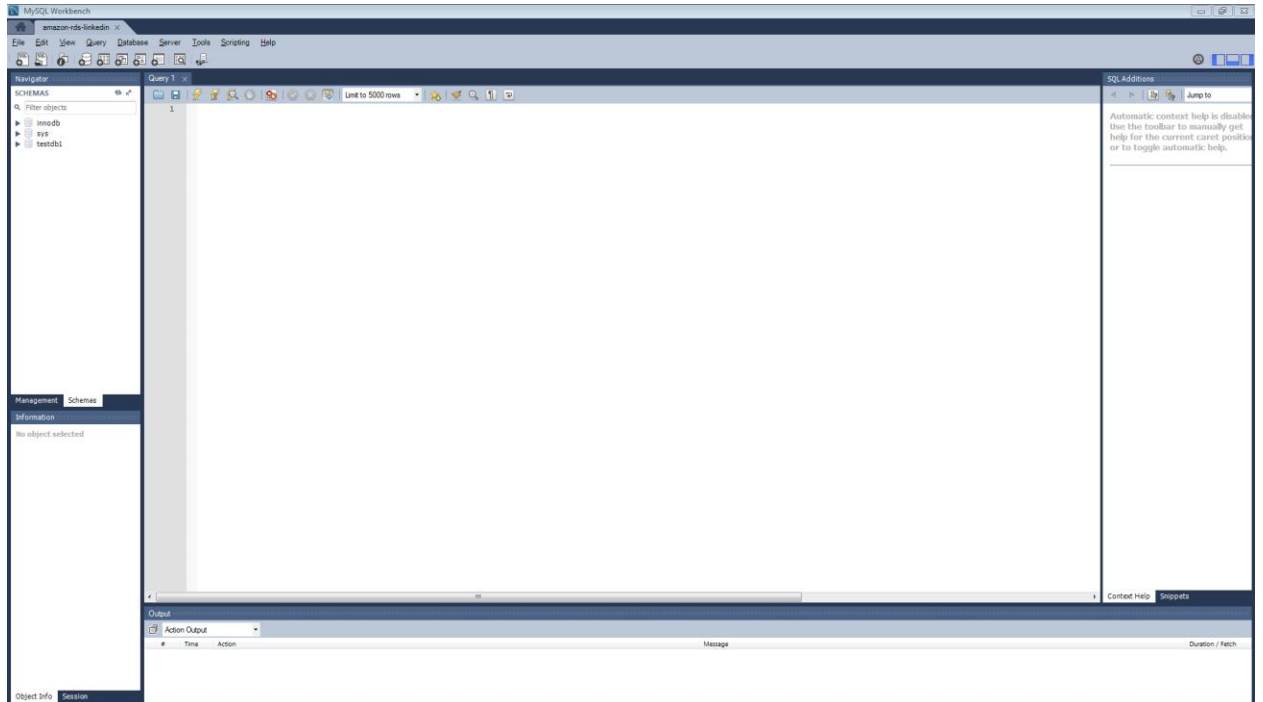 MySQL Workbench
amazon-rds-linkedin
File Edit View Query Database Server Tools Scripting Help
Navigator
SCHEMAS
Filter objects
innodb
sys
testdb1
Management Schemas
Information
No object selected
Object Info Session
Query 1
Limit to 5000 rows
1
SQL Additions
Jump to
Automatic context help is disabled
Use the toolbar to manually get
help for the current caret position
or to toggle automatic help.
Context Help Snippets
Output
Action Output
# Time Action Message Duration / Fetch